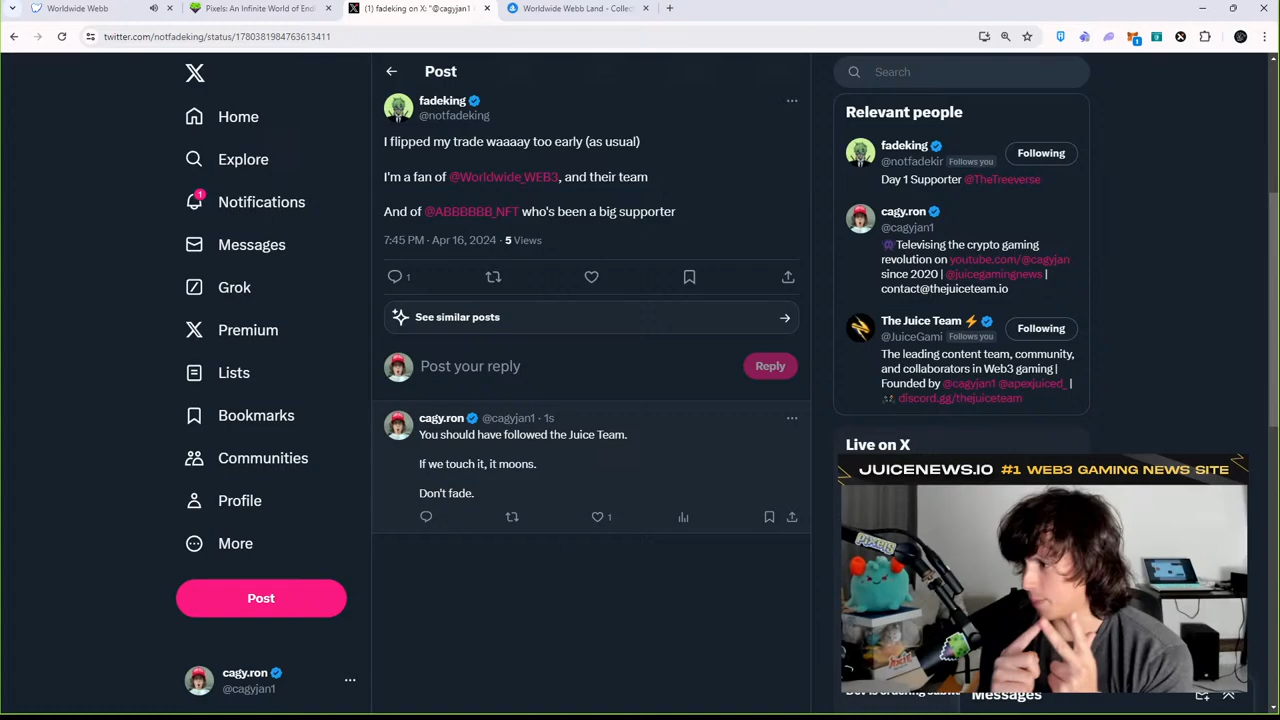 Worldwide Webb
Pixels: An Infinite World of End
(1) fadeking on X: "@cagyjan1
Worldwide Webb Land - Collec
twitter.com/notfadeking/status/1780381984763613411
1
Home
Explore
1
Notifications
Messages
Grok
Premium
Lists
Bookmarks
Communities
Profile
More
Post
cagy.ron
@cagyjan1
Post
fadeking
@notfadeking
I flipped my trade waaaay too early (as usual)
I'm a fan of @Worldwide_WEB3, and their team
And of @ABBBBBB_NFT who's been a big supporter
7:45 PM · Apr 16, 2024 · 5 Views
1
See similar posts
Post your reply
Reply
cagy.ron @cagyjan1 · 1s
You should have followed the Juice Team.
If we touch it, it moons.
Don't fade.
1
Search
Relevant people
fadeking
@notfadekir Follows you
Following
Day 1 Supporter @TheTreeverse
cagy.ron
@cagyjan1
Televising the crypto gaming
revolution on youtube.com/@cagyjan
since 2020 | @juicegamingnews |
contact@thejuiceteam.io
The Juice Team
@JuiceGami Follows you
Following
The leading content team, community,
and collaborators in Web3 gaming |
Founded by @cagyjan1 @apexjuiced_ |
discord.gg/thejuiceteam
Live on X
JUICENEWS.IO #1 WEB3 GAMING NEWS SITE
PIXELS
Messages